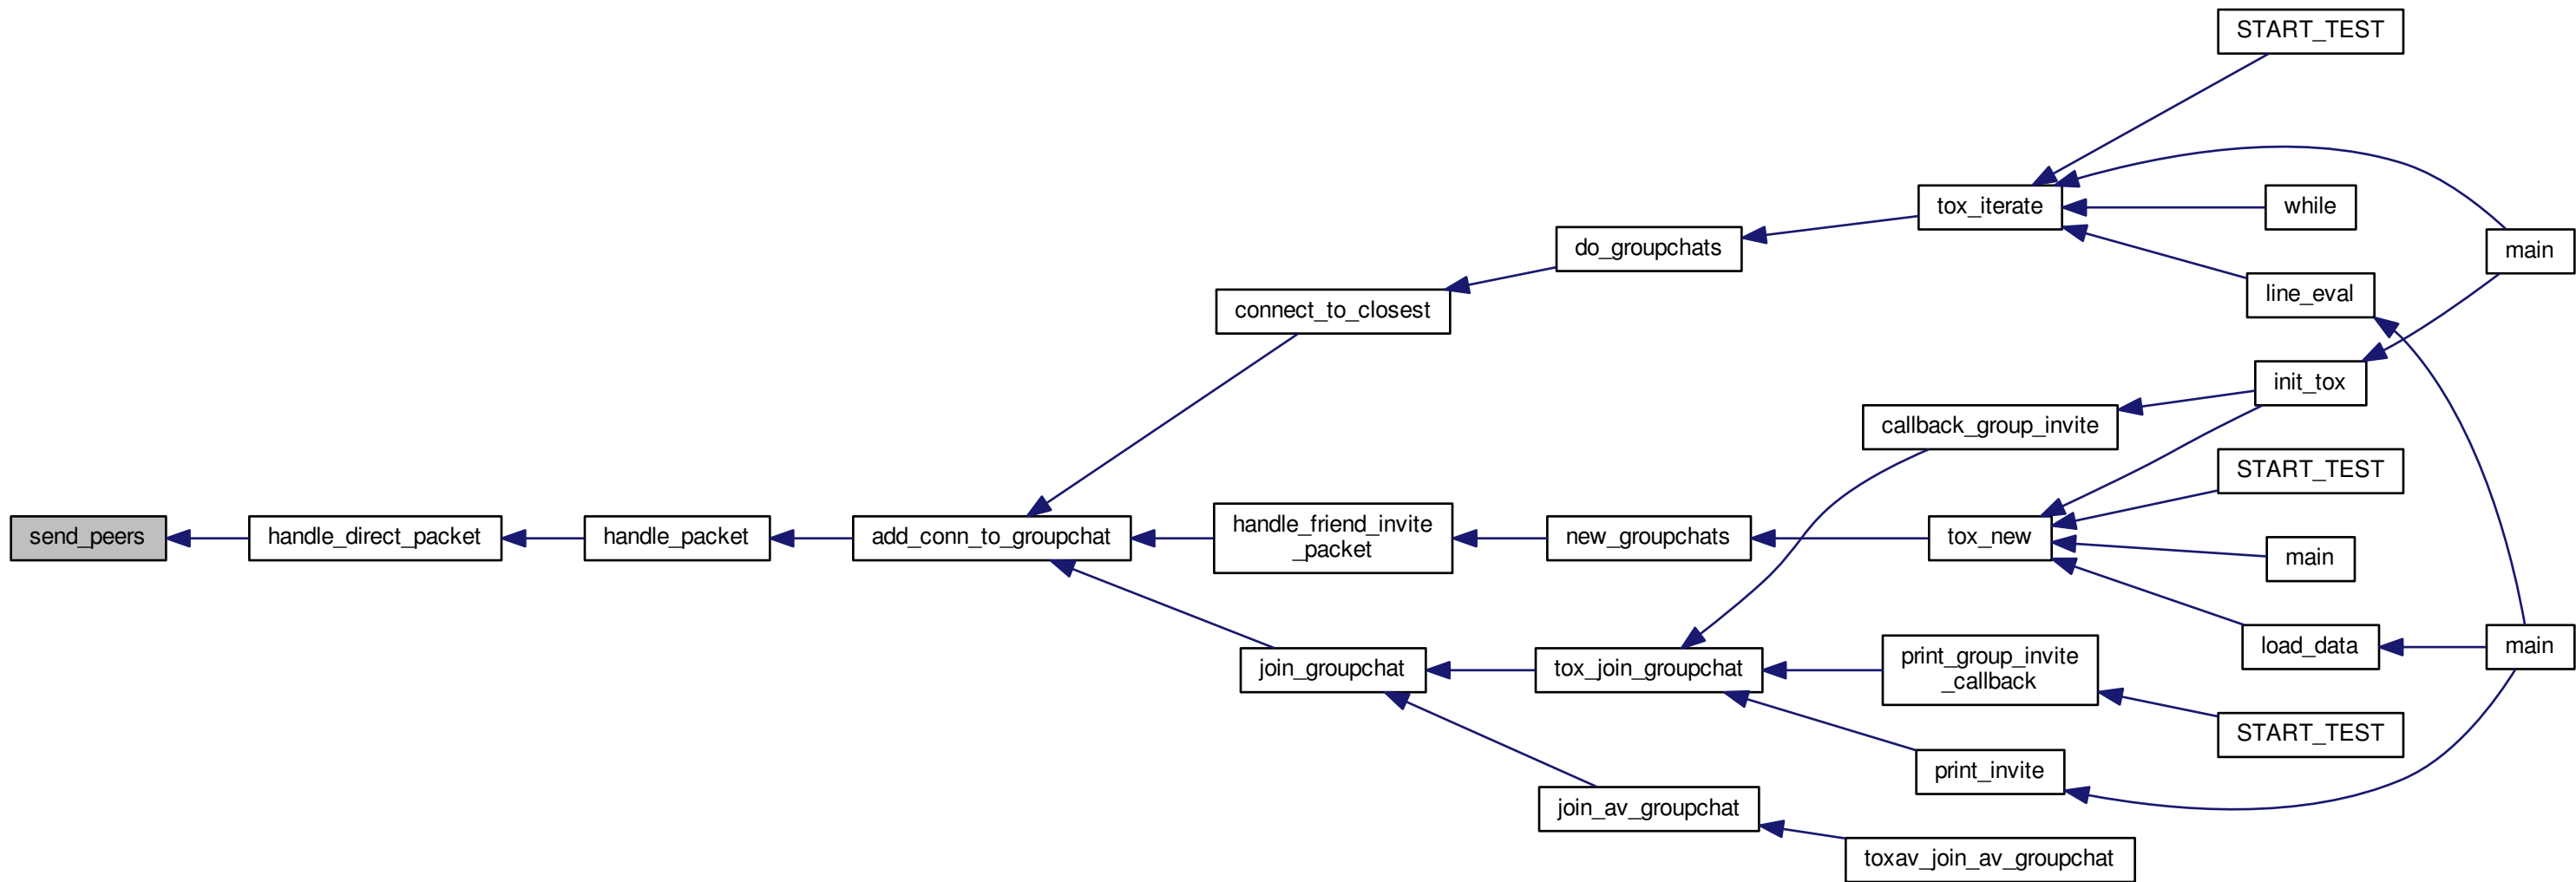 START_TEST
tox_iterate
while
do_groupchats
main
line_eval
connect_to_closest
init_tox
callback_group_invite
START_TEST
send_peers
handle_direct_packet
handle_packet
add_conn_to_groupchat
handle_friend_invite
_packet
new_groupchats
tox_new
main
load_data
main
join_groupchat
tox_join_groupchat
print_group_invite
_callback
START_TEST
print_invite
join_av_groupchat
toxav_join_av_groupchat